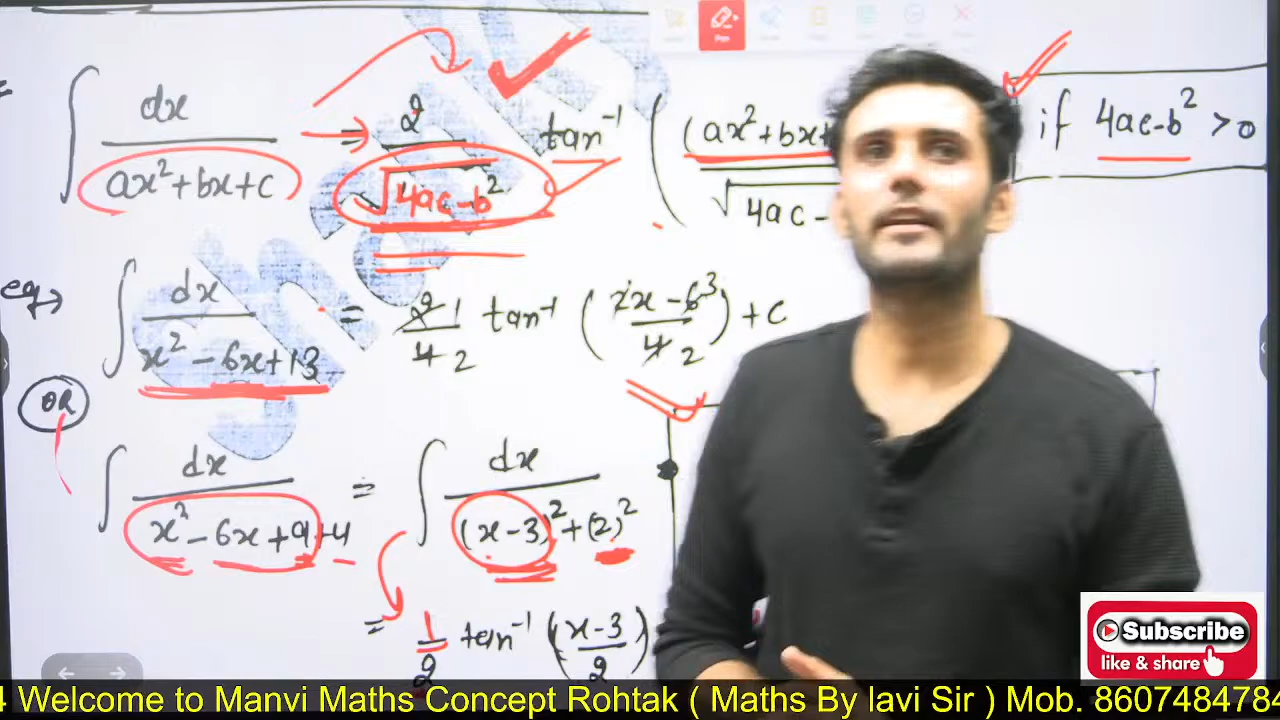 ∫ dx / (ax²+bx+c) = 2 / √(4ac-b²) tan⁻¹ ( (ax²+bx+ / √(4ac- if 4ac-b² > 0
eg → ∫ dx / (x² - 6x + 13) = 2 1 / 4 2 tan⁻¹ ( (2x - 6 3) / 4 2 ) + c
OR
∫ dx / (x² - 6x + 9 + 4) = ∫ dx / ((x-3)² + (2)²)
= 1/2 tan⁻¹ ( (x-3) / 2 )
Subscribe
like & share
4 Welcome to Manvi Maths Concept Rohtak ( Maths By lavi Sir ) Mob. 8607484784